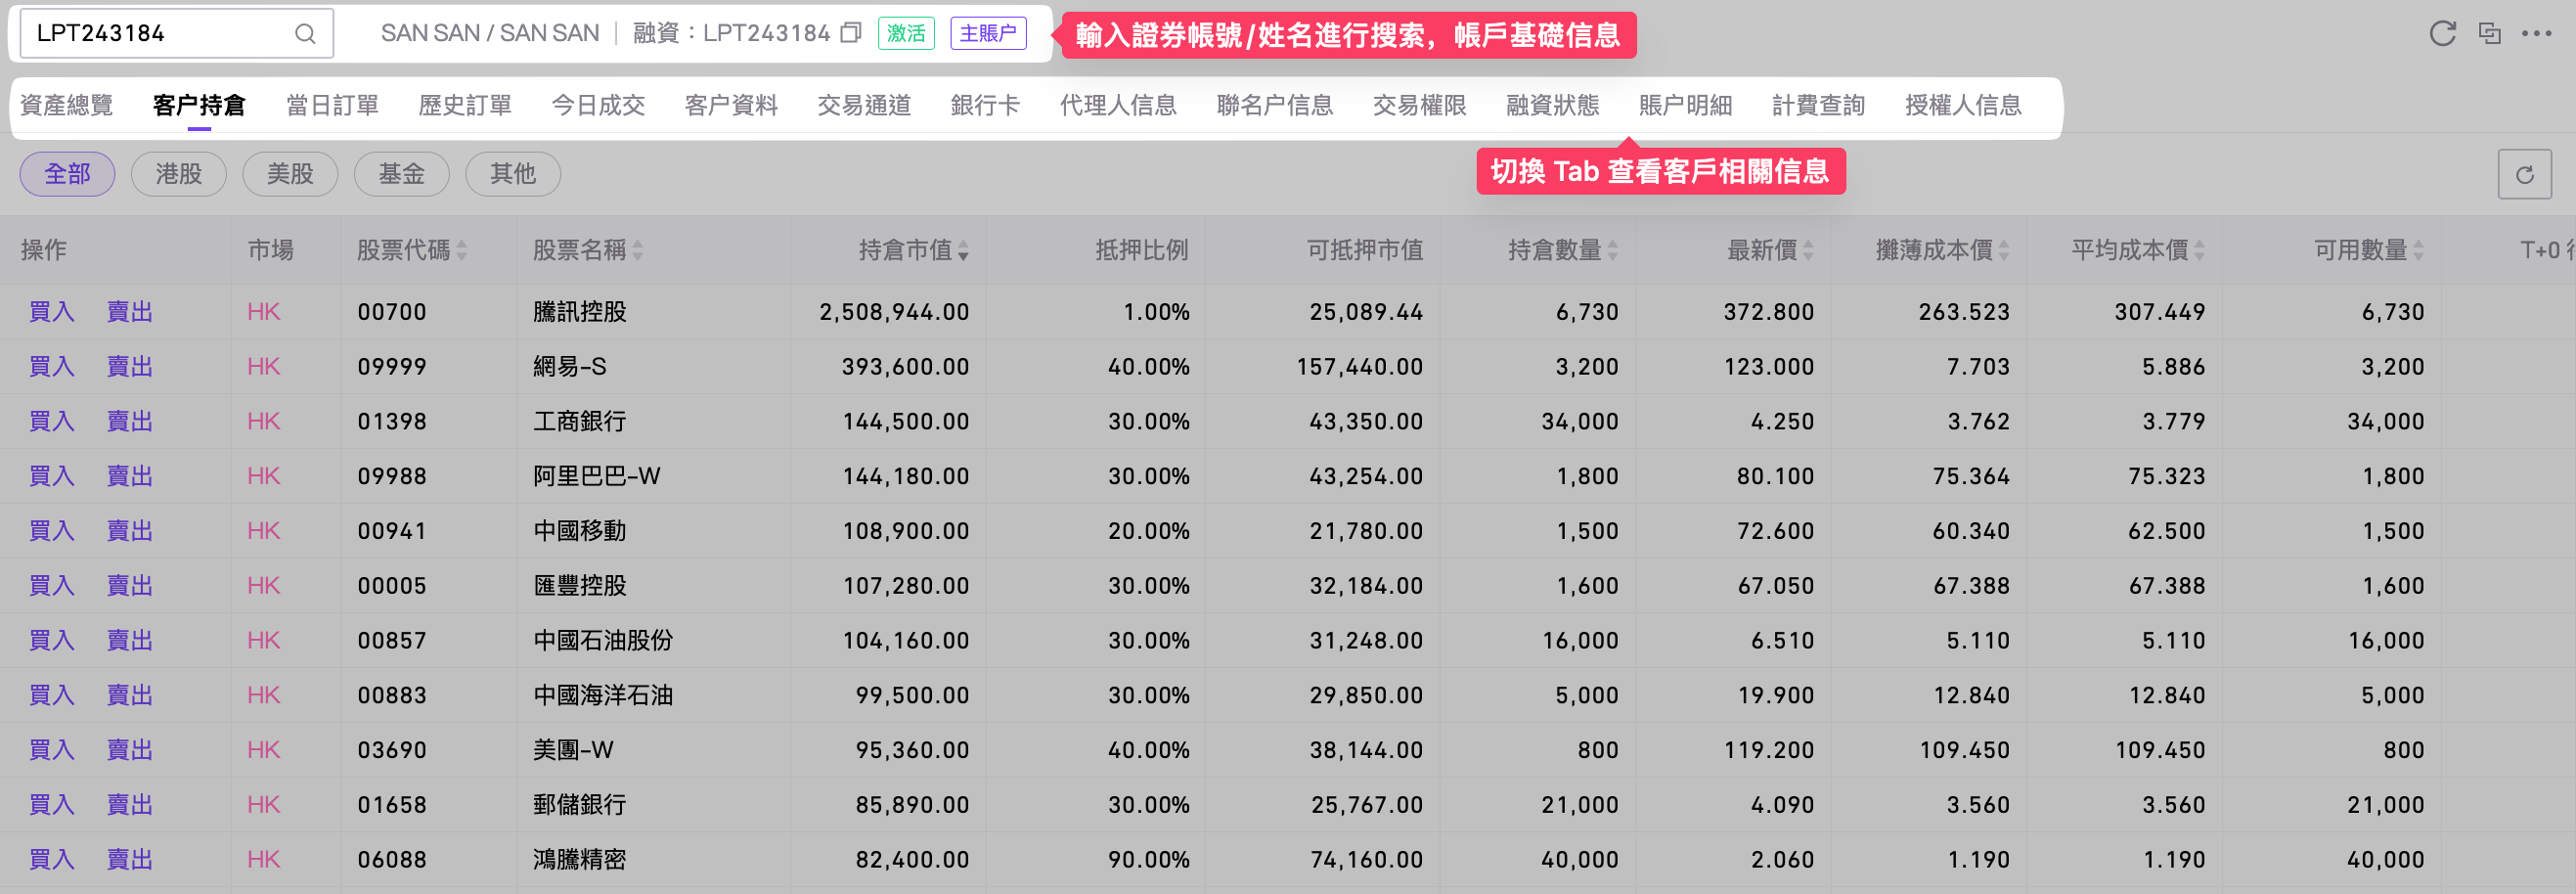 LPT243184 SAN SAN / SAN SAN 融資：LPT243184 激活 主賬户 輸入證券帳號/姓名進行搜索，帳戶基礎信息
資產總覽 客户持倉 當日訂單 歷史訂單 今日成交 客户資料 交易通道 銀行卡 代理人信息 聯名户信息 交易權限 融資狀態 賬户明細 計費查詢 授權人信息
全部 港股 美股 基金 其他 切換 Tab 查看客戶相關信息
操作 市場 股票代碼 股票名稱 持倉市值 抵押比例 可抵押市值 持倉數量 最新價 攤薄成本價 平均成本價 可用數量 T+0
買入 賣出 HK 00700 騰訊控股 2,508,944.00 1.00% 25,089.44 6,730 372.800 263.523 307.449 6,730
買入 賣出 HK 09999 網易-S 393,600.00 40.00% 157,440.00 3,200 123.000 7.703 5.886 3,200
買入 賣出 HK 01398 工商銀行 144,500.00 30.00% 43,350.00 34,000 4.250 3.762 3.779 34,000
買入 賣出 HK 09988 阿里巴巴-W 144,180.00 30.00% 43,254.00 1,800 80.100 75.364 75.323 1,800
買入 賣出 HK 00941 中國移動 108,900.00 20.00% 21,780.00 1,500 72.600 60.340 62.500 1,500
買入 賣出 HK 00005 匯豐控股 107,280.00 30.00% 32,184.00 1,600 67.050 67.388 67.388 1,600
買入 賣出 HK 00857 中國石油股份 104,160.00 30.00% 31,248.00 16,000 6.510 5.110 5.110 16,000
買入 賣出 HK 00883 中國海洋石油 99,500.00 30.00% 29,850.00 5,000 19.900 12.840 12.840 5,000
買入 賣出 HK 03690 美團-W 95,360.00 40.00% 38,144.00 800 119.200 109.450 109.450 800
買入 賣出 HK 01658 郵儲銀行 85,890.00 30.00% 25,767.00 21,000 4.090 3.560 3.560 21,000
買入 賣出 HK 06088 鴻騰精密 82,400.00 90.00% 74,160.00 40,000 2.060 1.190 1.190 40,000